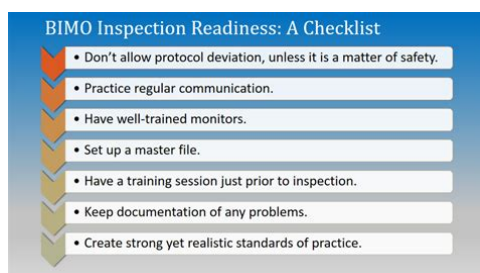 BIMO Inspection Readiness: A Checklist
• Don't allow protocol deviation, unless it is a matter of safety.
• Practice regular communication.
• Have well-trained monitors.
• Set up a master file.
• Have a training session just prior to inspection.
• Keep documentation of any problems.
• Create strong yet realistic standards of practice.